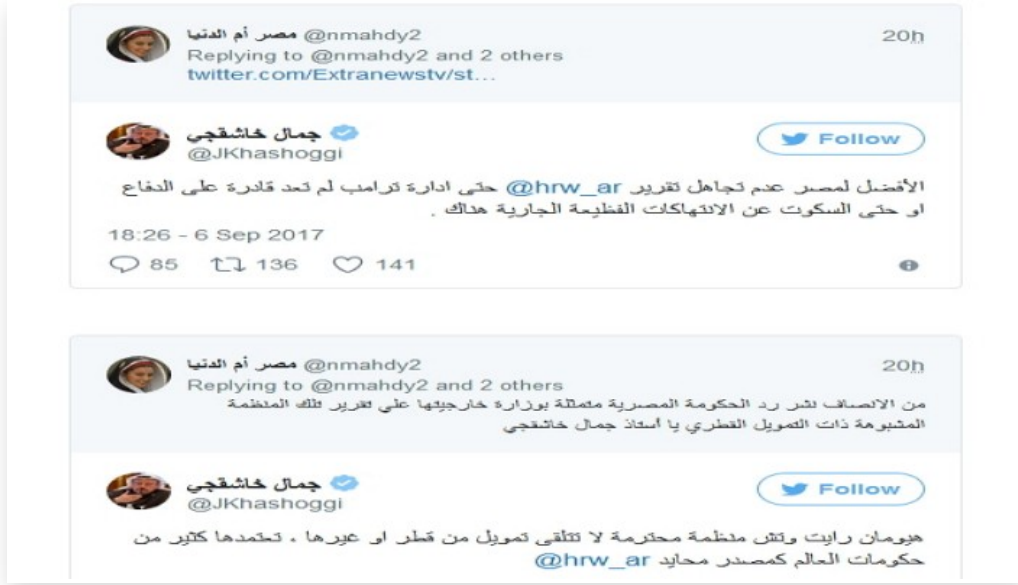 مصر أم الدنيا @nmahdy2 20h
Replying to @nmahdy2 and 2 others
twitter.com/Extranewstv/st...
جمال خاشقجي
Follow
@JKhashoggi
الأفضل لمصر عدم تجاهل تقرير @hrw_ar حتى ادارة ترامب لم تعد قادرة على الدفاع
او حتى السكوت عن الانتهاكات الفظيعة الجارية هناك .
18:26 - 6 Sep 2017
85 136 141
مصر أم الدنيا @nmahdy2 20h
Replying to @nmahdy2 and 2 others
من الانصاف نشر رد الحكومة المصرية متمثلة بوزارة خارجيتها علي تقرير تلك المنظمة
المشبوهة ذات التمويل القطري يا أستاذ جمال خاشقجي
جمال خاشقجي
Follow
@JKhashoggi
هيومان رايت وتش منظمة محترمة لا تتلقى تمويل من قطر او غيرها ، تعتمدها كثير من
حكومات العالم كمصدر محايد @hrw_ar